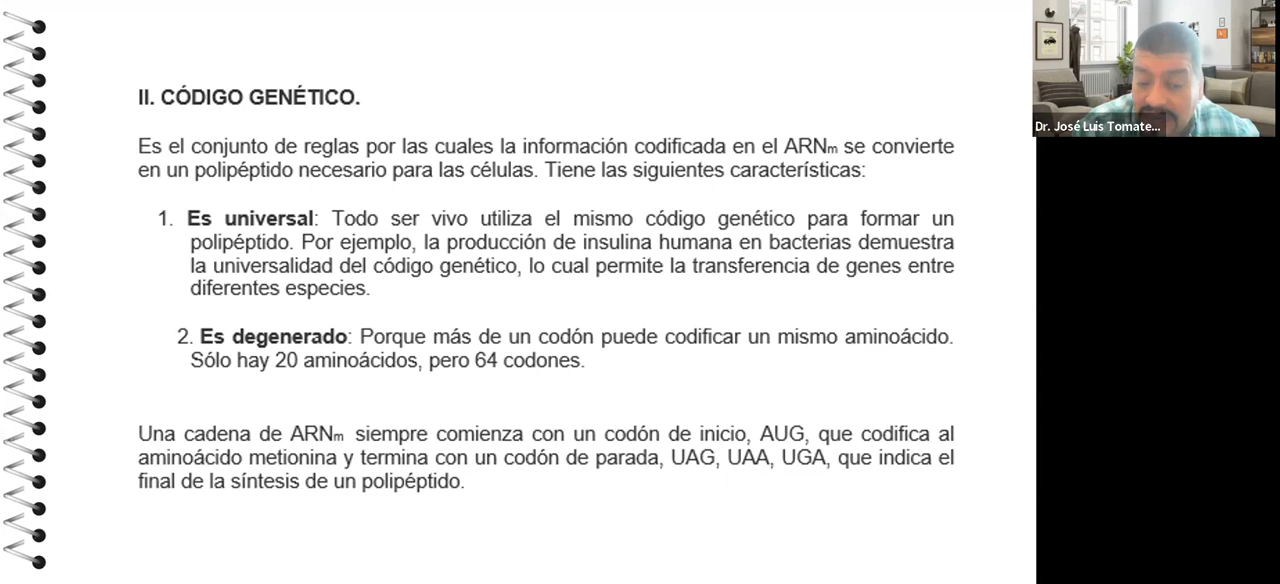 II. CÓDIGO GENÉTICO.
Es el conjunto de reglas por las cuales la información codificada en el ARNm se convierte
en un polipéptido necesario para las células. Tiene las siguientes características:
1. Es universal: Todo ser vivo utiliza el mismo código genético para formar un
polipéptido. Por ejemplo, la producción de insulina humana en bacterias demuestra
la universalidad del código genético, lo cual permite la transferencia de genes entre
diferentes especies.
2. Es degenerado: Porque más de un codón puede codificar un mismo aminoácido.
Sólo hay 20 aminoácidos, pero 64 codones.
Una cadena de ARNm siempre comienza con un codón de inicio, AUG, que codifica al
aminoácido metionina y termina con un codón de parada, UAG, UAA, UGA, que indica el
final de la síntesis de un polipéptido.
Dr. José Luis Tomate...